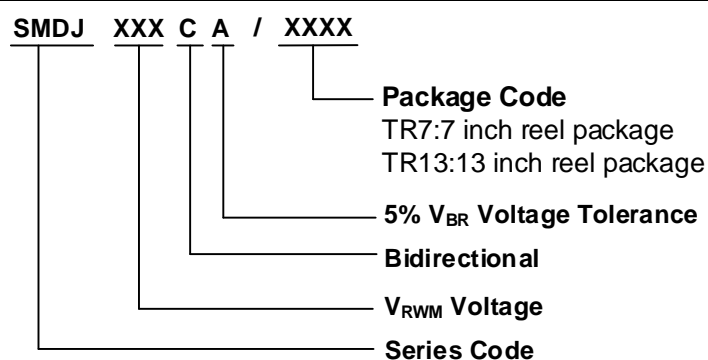 SMDJ XXX C A / XXXX
Package Code
TR7:7 inch reel package
TR13:13 inch reel package
5% VBR Voltage Tolerance
Bidirectional
VRWM Voltage
Series Code